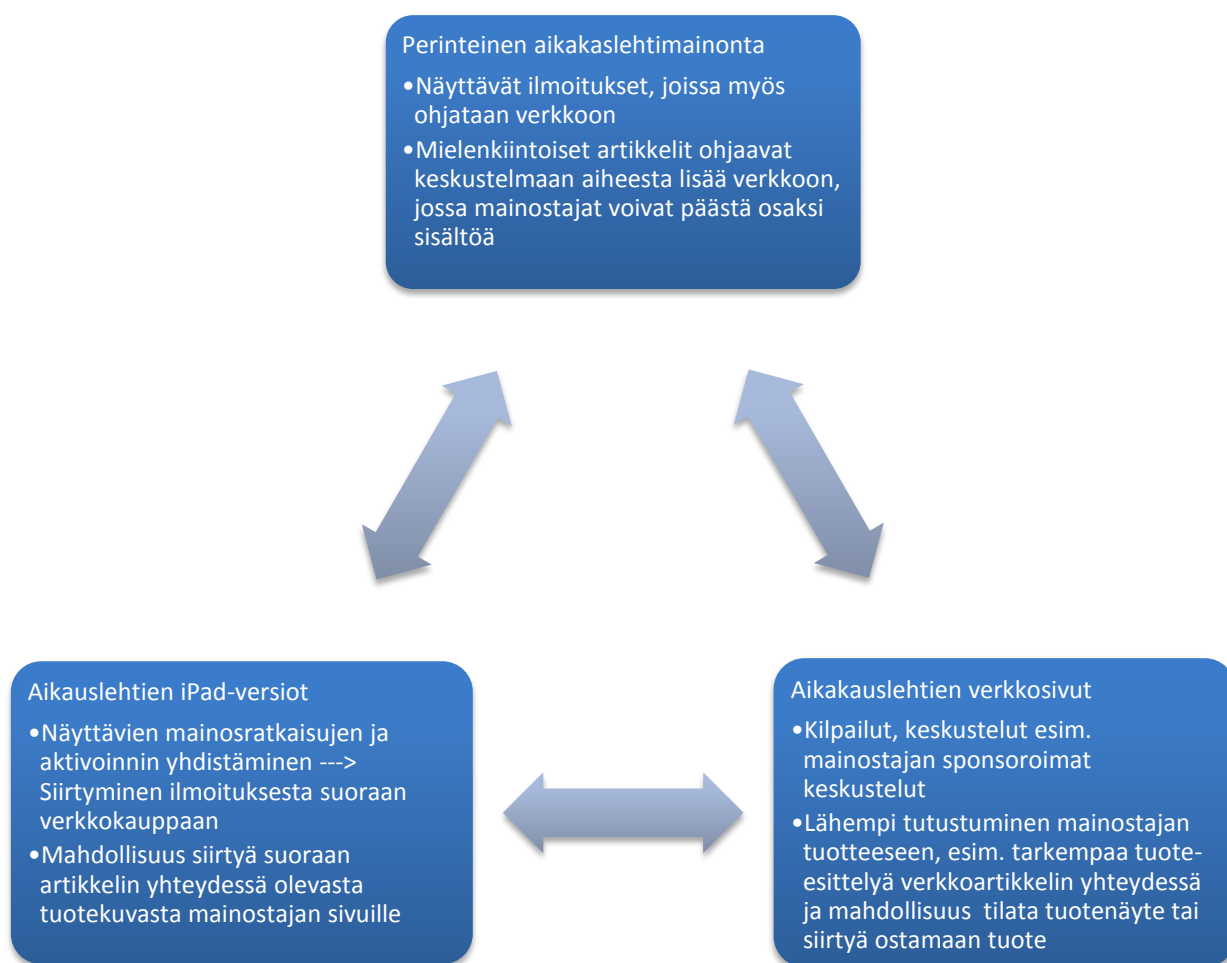 Perinteinen aikakaslehtimainonta
•Näyttävät ilmoitukset, joissa myös
ohjataan verkkoon
•Mielenkiintoiset artikkelit ohjaavat
keskustelmaan aiheesta lisää verkkoon,
jossa mainostajat voivat päästä osaksi
sisältöä
Aikauslehtien iPad-versiot
•Näyttävien mainosratkaisujen ja
aktivoinnin yhdistäminen --->
Siirtyminen ilmoituksesta suoraan
verkkokauppaan
•Mahdollisuus siirtyä suoraan
artikkelin yhteydessä olevasta
tuotekuvasta mainostajan sivuille
Aikakauslehtien verkkosivut
•Kilpailut, keskustelut esim.
mainostajan sponsoroimat
keskustelut
•Lähempi tutustuminen mainostajan
tuotteeseen, esim. tarkempaa tuote-
esittelyä verkkoartikkelin yhteydessä
ja mahdollisuus tilata tuotenäyte tai
siirtyä ostamaan tuote